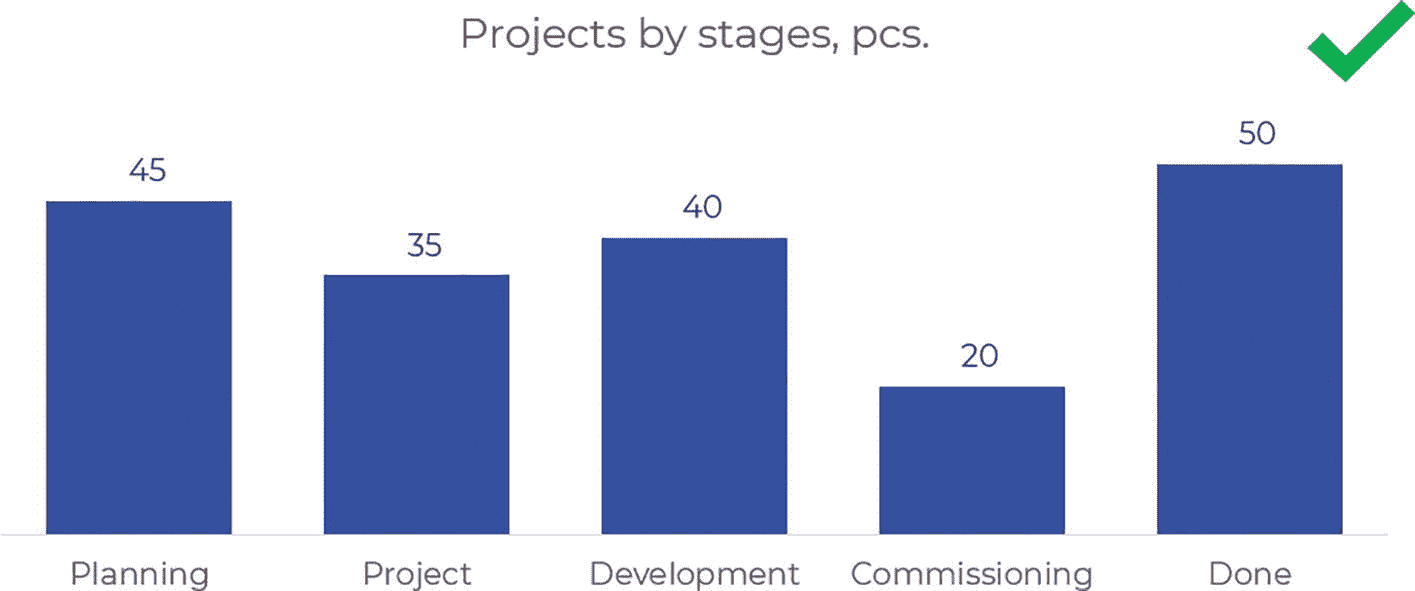 Projects by stages, pcs.
45
35
40
20
50
Planning
Project
Development
Commissioning
Done